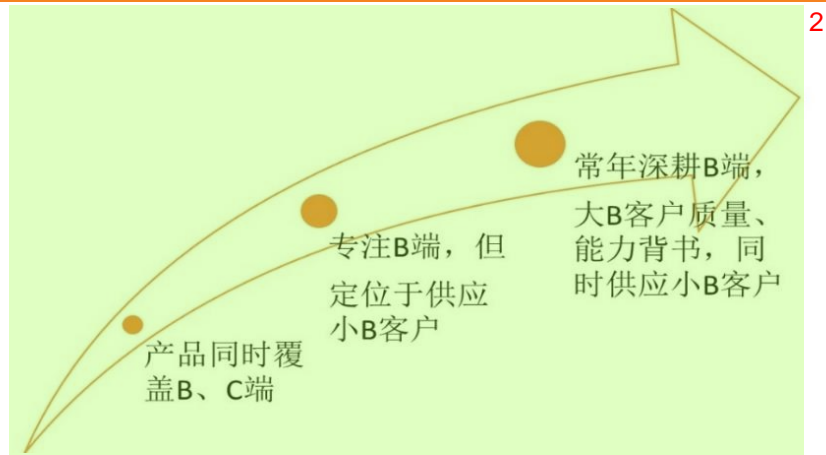 2
常年深耕B端，
大B客户质量、
能力背书，同
时供应小B客户
专注B端，但
定位于供应
小B客户
产品同时覆
盖B、C端